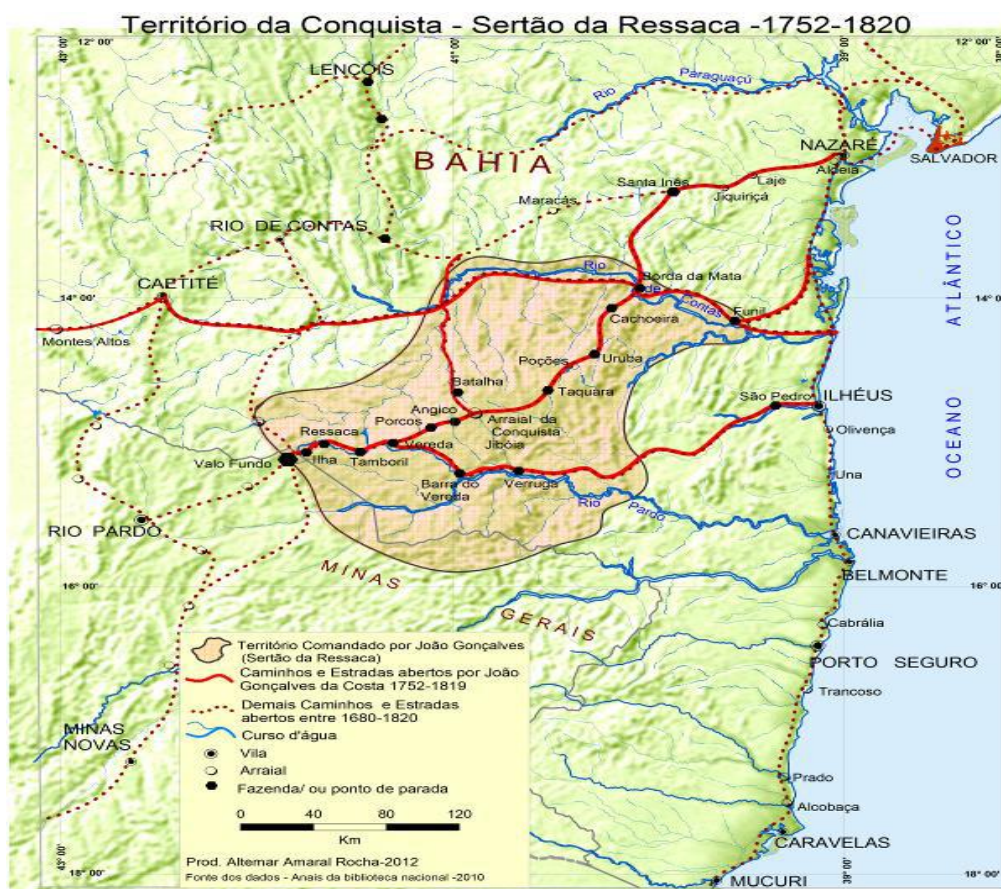 Território da Conquista - Sertão da Ressaca -1752-1820
43° 00'
12° 00'
41° 00'
39° 00'
12° 00'
LENÇOIS
Rio
Paraguaçú
BAHIA
NAZARÉ
SALVADOR
Aldeia
Santa Inês
Laje
Jiquiriçá
Maracás
RIO DE CONTAS
Rio
de
Contas
Borda da Mata
CAETITÉ
14° 00'
14° 00'
Funil
Cachoeira
Montes Altos
Uruba
Poções
Batalha
Taquara
São Pedro
ILHÉUS
Angico
Arraial da
Conquista
Porcos
Jibóia
Olivença
Ressaca
Vereda
Valo Fundo
Ilha
Tamboril
Barra do
Vereda
Verruga
Una
Rio
Pardo
RIO PARDO
CANAVIEIRAS
BELMONTE
MINAS
GERAIS
16° 00'
16° 00'
Cabrália
PORTO SEGURO
Trancoso
MINAS
NOVAS
Prado
Alcobaça
CARAVELAS
MUCURI
OCEANO
ATLÂNTICO
Território Comandado por João Gonçalves
(Sertão da Ressaca)
Caminhos e Estradas abertos por João
Gonçalves da Costa 1752-1819
Demais Caminhos e Estradas
abertos entre 1680-1820
Curso d'água
Vila
Arraial
Fazenda/ ou ponto de parada
0 40 80 120
Km
Prod. Altemar Amaral Rocha-2012
Fonte dos dados - Anais da biblioteca nacional -2010
43° 00'
18° 00'
39° 00'
18° 00'